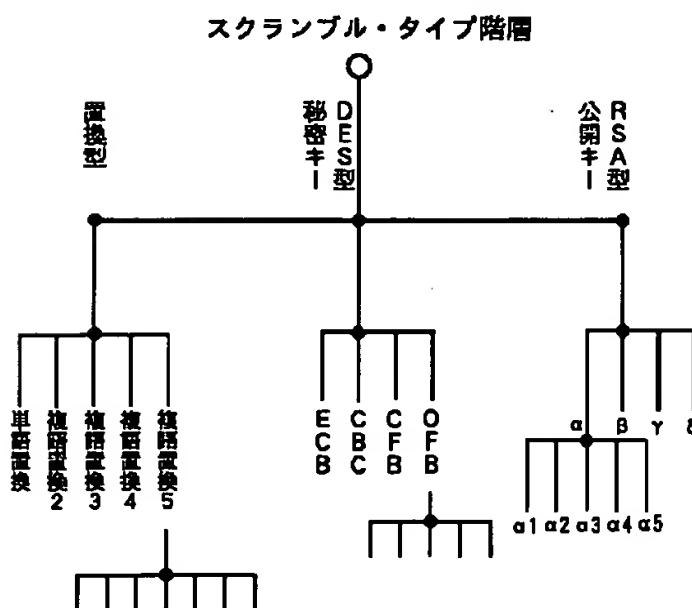 スクランブル・タイプ階層
置換型
DES型
秘密キー
RSA型
公開キー
単語置換
複語置換2
複語置換3
複語置換4
複語置換5
ECB
CBC
CFB
OFB
α
β
γ
α1
α2
α3
α4
α5